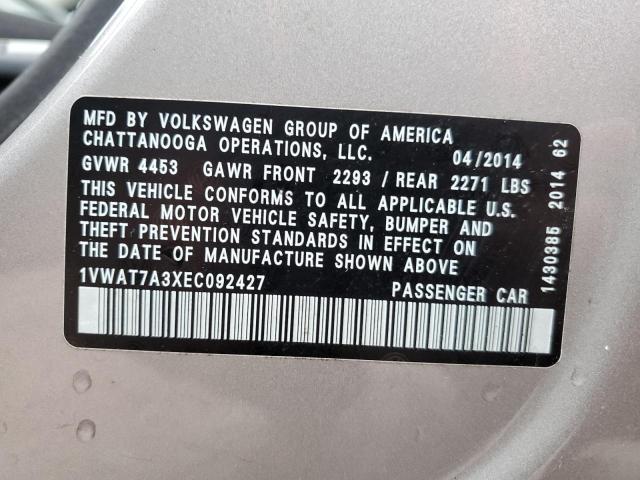 MFD BY VOLKSWAGEN GROUP OF AMERICA
CHATTANOOGA OPERATIONS, LLC. 04/2014
GVWR 4453 GAWR FRONT 2293 / REAR 2271 LBS
THIS VEHICLE CONFORMS TO ALL APPLICABLE U.S.
FEDERAL MOTOR VEHICLE SAFETY, BUMPER AND
THEFT PREVENTION STANDARDS IN EFFECT ON
THE DATE OF MANUFACTURE SHOWN ABOVE
1VWAT7A3XEC092427 PASSENGER CAR
1430385 2014 62